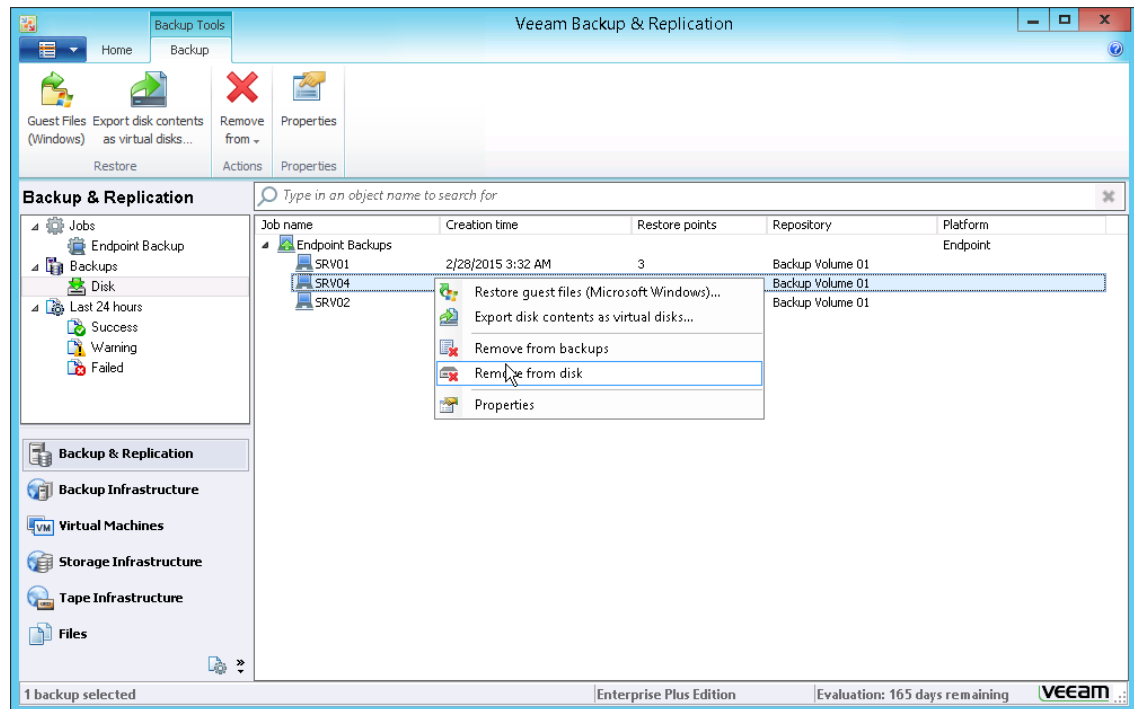 Backup Tools
Veeam Backup & Replication
Home
Backup
Guest Files
(Windows)
Export disk contents
as virtual disks...
Remove
from
Properties
Restore
Actions
Properties
Backup & Replication
Type in an object name to search for
Jobs
Endpoint Backup
Backups
Disk
Last 24 hours
Success
Warning
Failed
Job name Creation time Restore points Repository Platform
Endpoint Backups Endpoint
SRV01 2/28/2015 3:32 AM 3 Backup Volume 01
SRV04 Backup Volume 01
SRV02 Backup Volume 01
Restore guest files (Microsoft Windows)...
Export disk contents as virtual disks...
Remove from backups
Remove from disk
Properties
Backup & Replication
Backup Infrastructure
VM
Virtual Machines
Storage Infrastructure
Tape Infrastructure
Files
1 backup selected
Enterprise Plus Edition
Evaluation: 165 days remaining
veeam